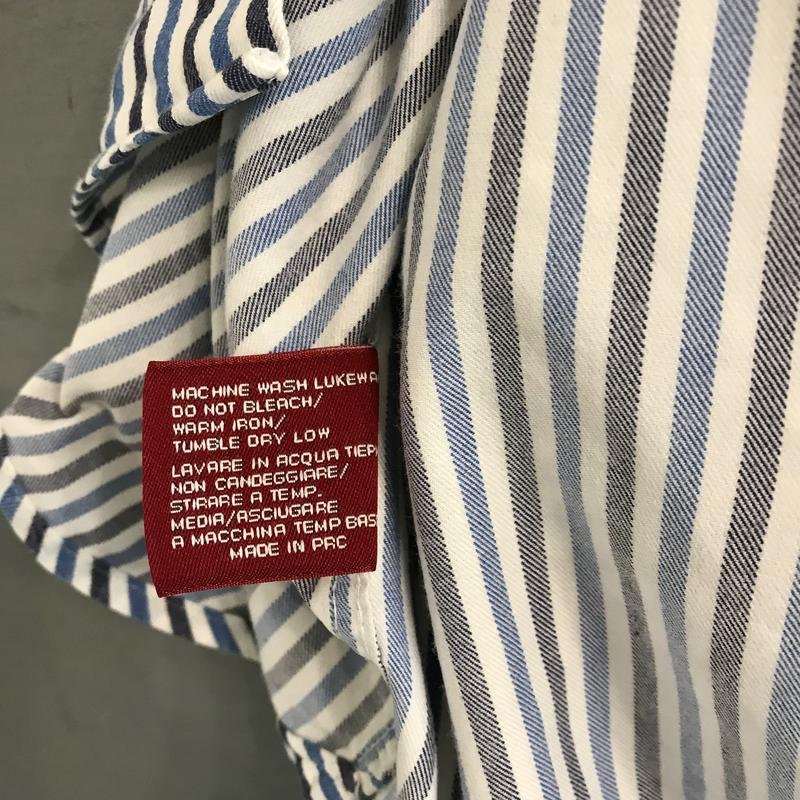 MACHINE WASH LUKEWA
DO NOT BLEACH/
WARM IRON/
TUMBLE DRY LOW
LAVARE IN ACQUA TIEP
NON CANDEGGIARE/
STIRARE A TEMP.
MEDIA/ASCIUGARE
A MACCHINA TEMP BAS
MADE IN PRC